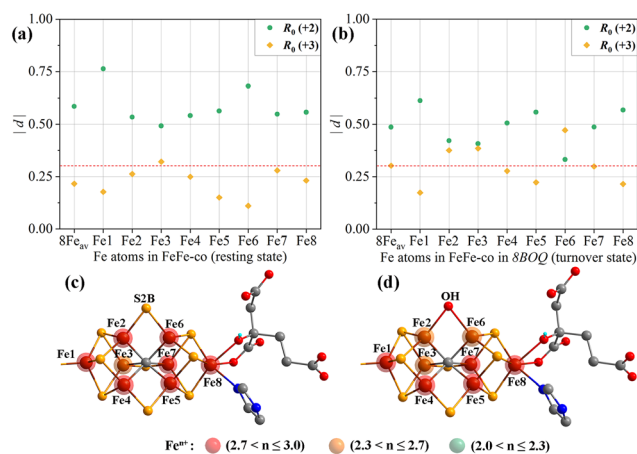 (a)
R₀ (+2)
R₀ (+3)
1.00
0.75
0.50
0.25
0.00
| d |
8Feav Fe1 Fe2 Fe3 Fe4 Fe5 Fe6 Fe7 Fe8
Fe atoms in FeFe-co (resting state)
(b)
R₀ (+2)
R₀ (+3)
1.00
0.75
0.50
0.25
0.00
| d |
8Feav Fe1 Fe2 Fe3 Fe4 Fe5 Fe6 Fe7 Fe8
Fe atoms in FeFe-co in 8BOQ (turnover state)
(c)
S2B
Fe2 Fe6
Fe1 Fe3 Fe7
Fe8
Fe4 Fe5
(d)
OH
Fe2 Fe6
Fe1 Fe3 Fe7
Fe8
Fe4 Fe5
Feⁿ⁺ : (2.7 < n ≤ 3.0) (2.3 < n ≤ 2.7) (2.0 < n ≤ 2.3)